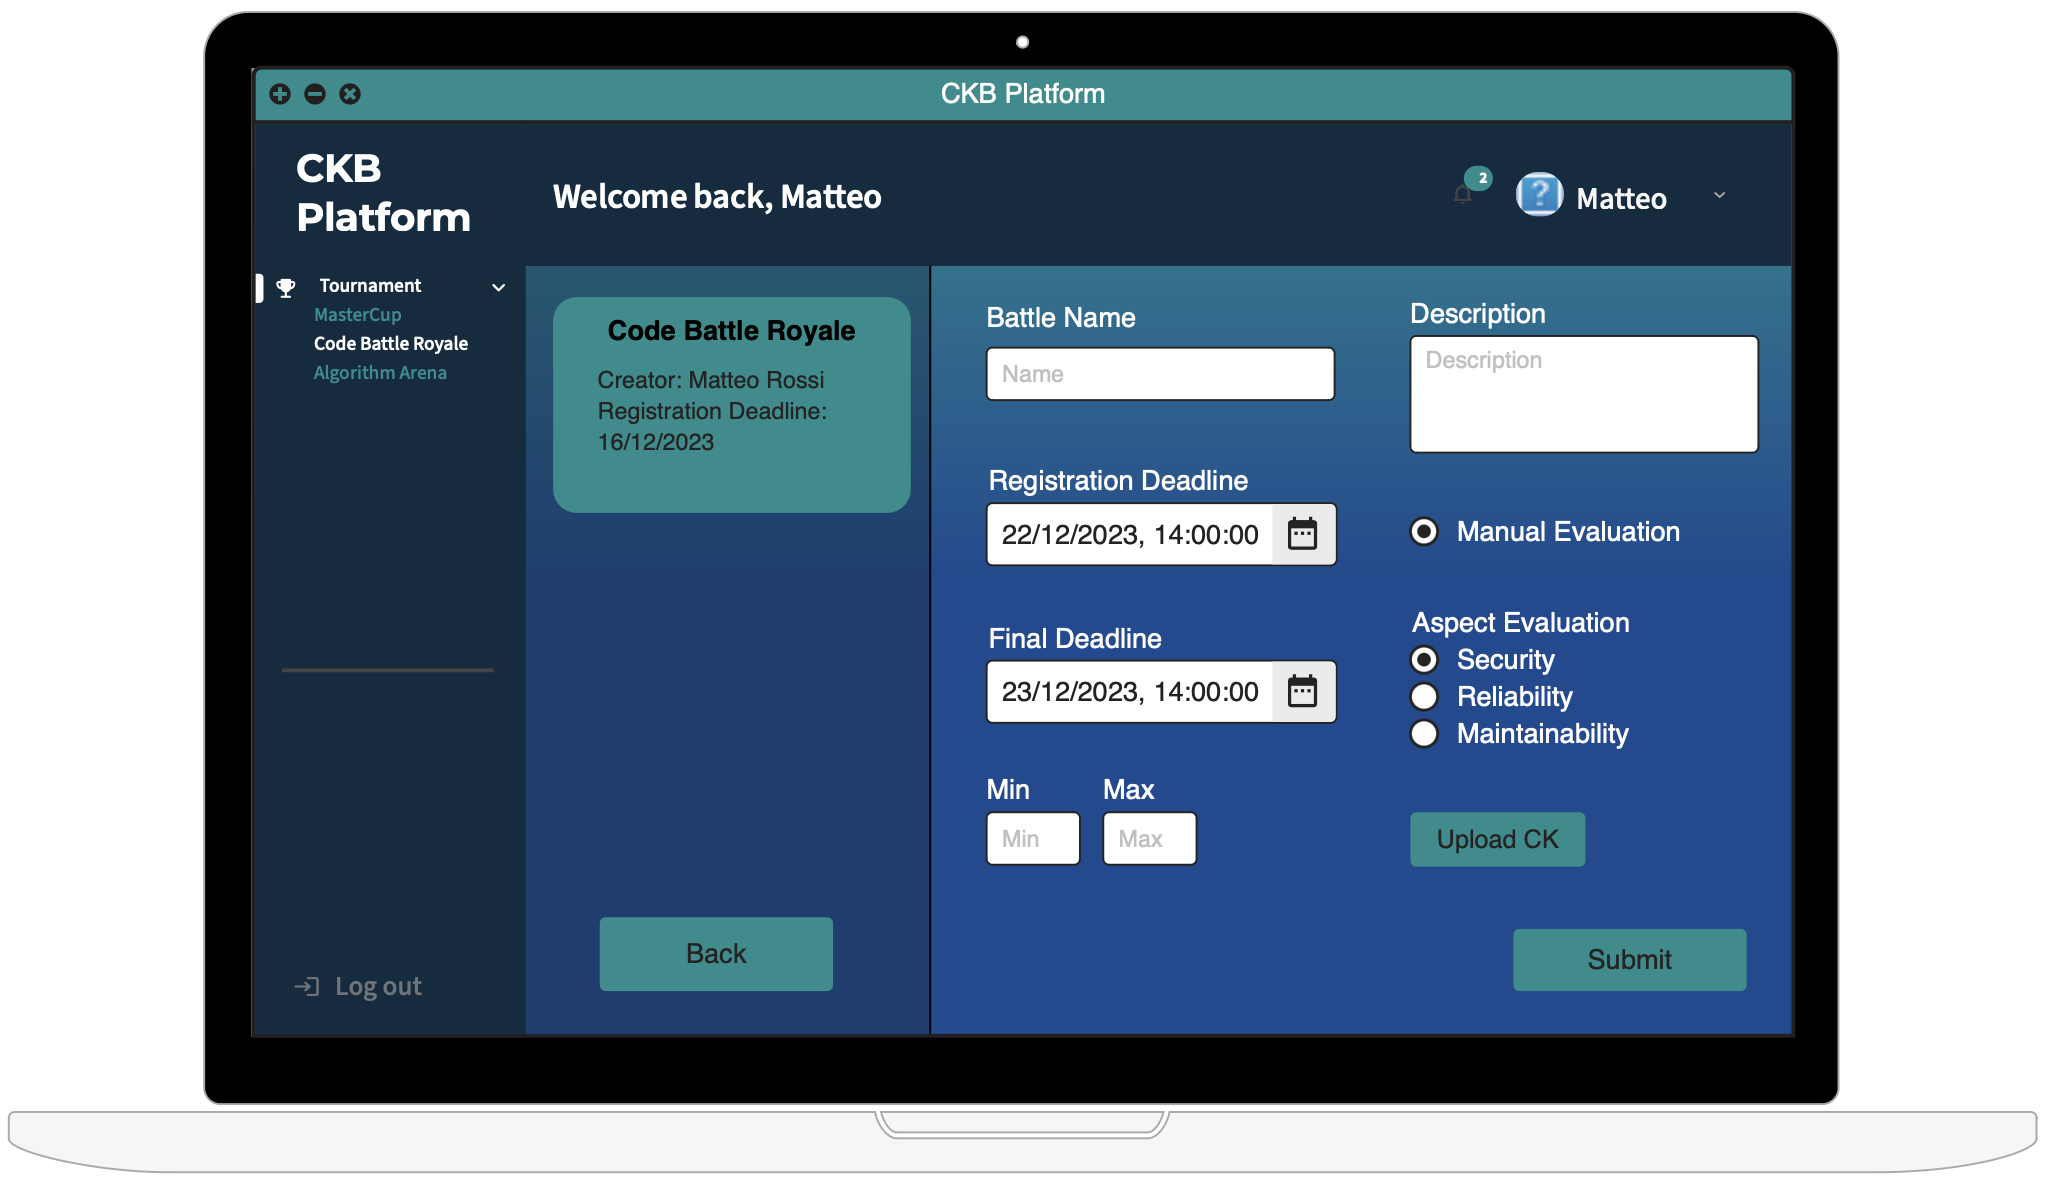 CKB Platform
CKB
Platform
Welcome back, Matteo
2
Matteo
Tournament
MasterCup
Code Battle Royale
Algorithm Arena
Log out
Code Battle Royale
Creator: Matteo Rossi
Registration Deadline:
16/12/2023
Back
Battle Name
Name
Registration Deadline
22/12/2023, 14:00:00
Final Deadline
23/12/2023, 14:00:00
Min
Max
Min
Max
Description
Description
Manual Evaluation
Aspect Evaluation
Security
Reliability
Maintainability
Upload CK
Submit